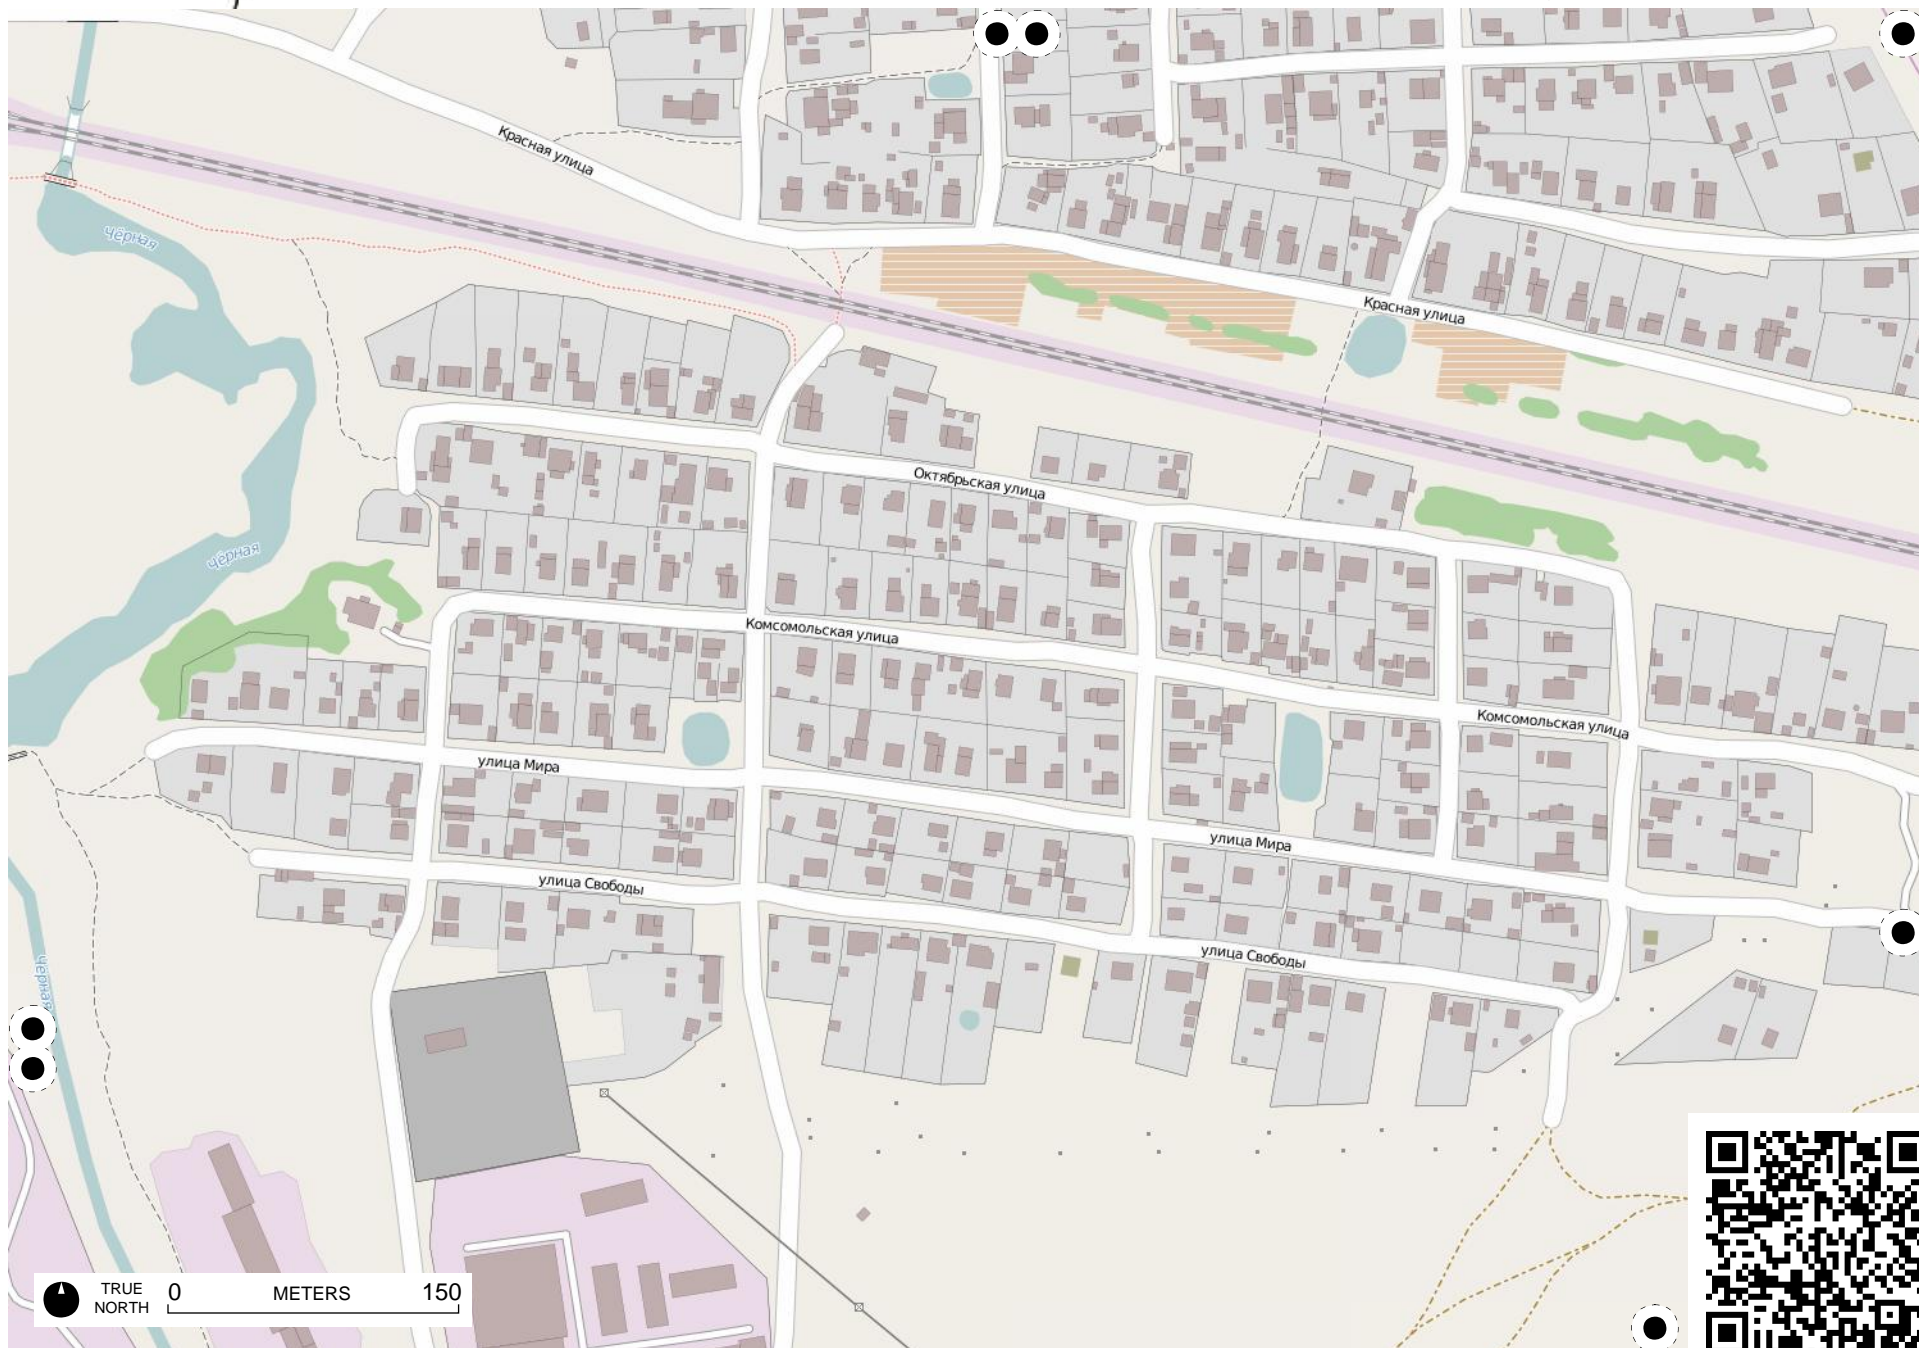 Красная улица
Чёрная
Красная улица
Октябрьская улица
Чёрная
Комсомольская улица
Комсомольская улица
улица Мира
улица Мира
улица Свободы
улица Свободы
Чёрная
TRUE NORTH
0 METERS 150